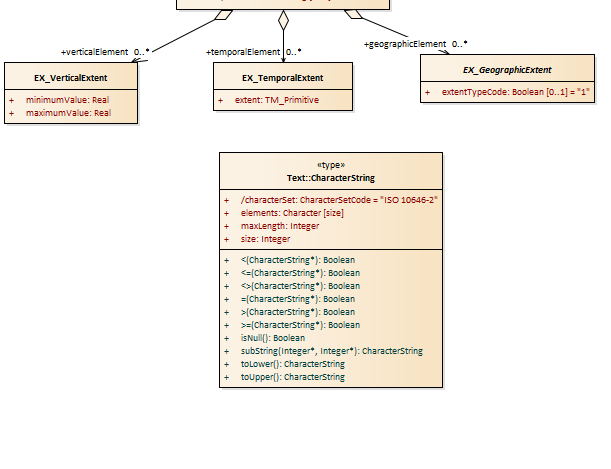 +verticalElement 0..*
+temporalElement 0..*
+geographicElement 0..*
EX_VerticalExtent
+ minimumValue: Real
+ maximumValue: Real
EX_TemporalExtent
+ extent: TM_Primitive
EX_GeographicExtent
+ extentTypeCode: Boolean [0..1] = "1"
«type»
Text::CharacterString
+ /characterSet: CharacterSetCode = "ISO 10646-2"
+ elements: Character [size]
+ maxLength: Integer
+ size: Integer
+ <(CharacterString*): Boolean
+ <=(CharacterString*): Boolean
+ <>(CharacterString*): Boolean
+ =(CharacterString*): Boolean
+ >(CharacterString*): Boolean
+ >=(CharacterString*): Boolean
+ isNull(): Boolean
+ subString(Integer*, Integer*): CharacterString
+ toLower(): CharacterString
+ toUpper(): CharacterString